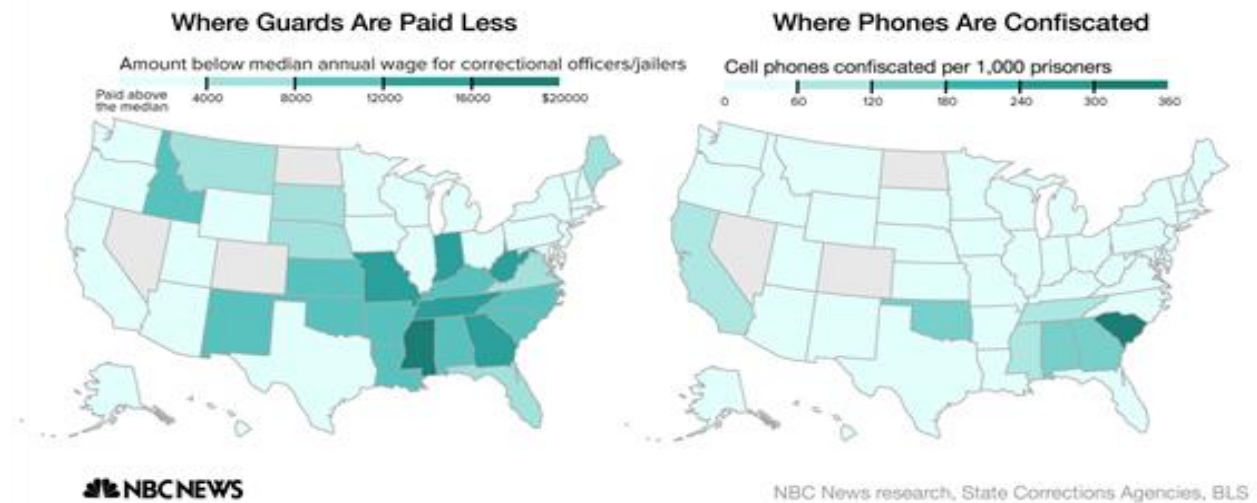 Where Guards Are Paid Less
Amount below median annual wage for correctional officers/jailers
Paid above
the median
4000 8000 12000 16000 $20000
Where Phones Are Confiscated
Cell phones confiscated per 1,000 prisoners
0 60 120 180 240 300 360
NBC NEWS
NBC News research, State Corrections Agencies, BLS